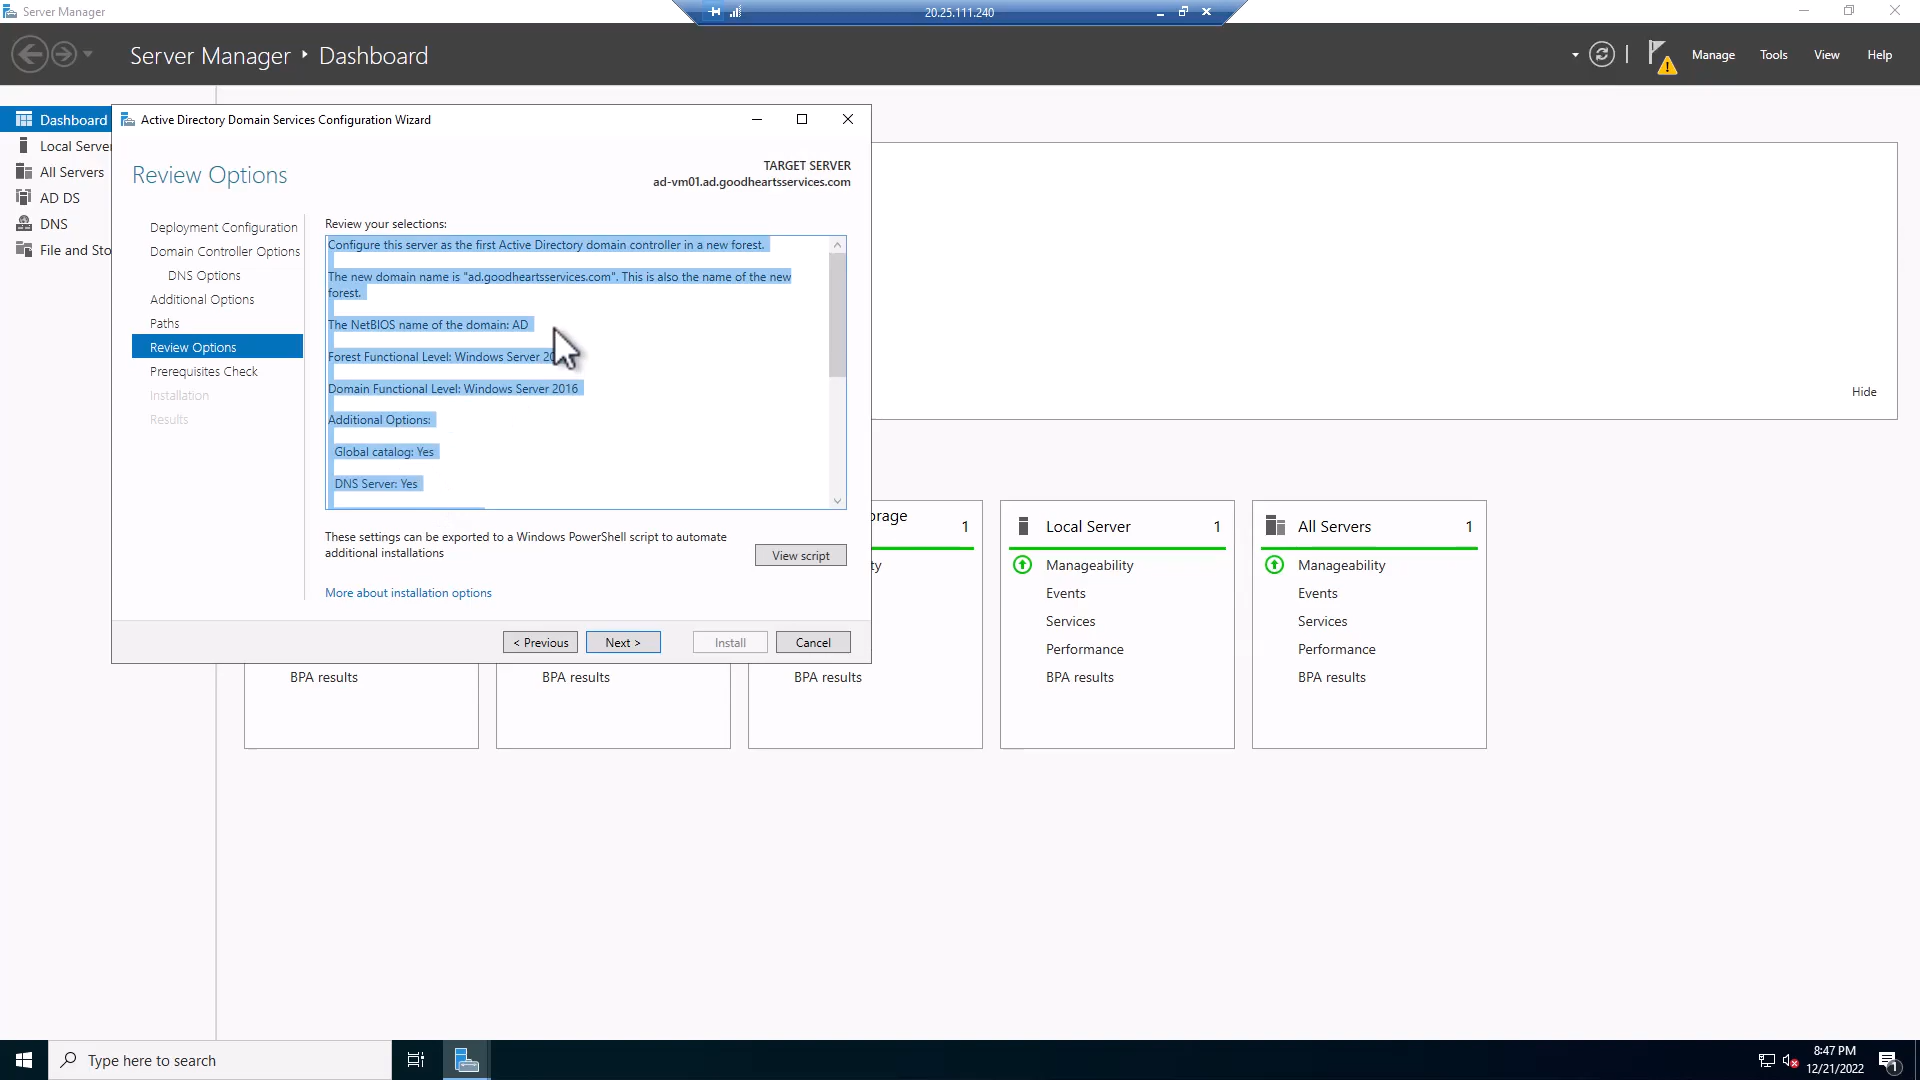 Server Manager
20.25.111.240
Server Manager
Dashboard
Manage
Tools
View
Help
Dashboard
Local Server
All Servers
AD DS
DNS
File and Sto
Active Directory Domain Services Configuration Wizard
Review Options
TARGET SERVER
ad-vm01.ad.goodheartsservices.com
Deployment Configuration
Domain Controller Options
DNS Options
Additional Options
Paths
Review Options
Prerequisites Check
Installation
Results
Review your selections:
Configure this server as the first Active Directory domain controller in a new forest.
The new domain name is "ad.goodheartsservices.com". This is also the name of the new
forest.
The NetBIOS name of the domain: AD
Forest Functional Level: Windows Server
Domain Functional Level: Windows Server 2016
Additional Options:
Global catalog: Yes
DNS Server: Yes
These settings can be exported to a Windows PowerShell script to automate
additional installations
View script
More about installation options
< Previous
Next >
Install
Cancel
Hide
orage
1
ty
BPA results
BPA results
BPA results
Local Server
1
Manageability
Events
Services
Performance
BPA results
All Servers
1
Manageability
Events
Services
Performance
BPA results
Type here to search
8:47 PM
12/21/2022
1